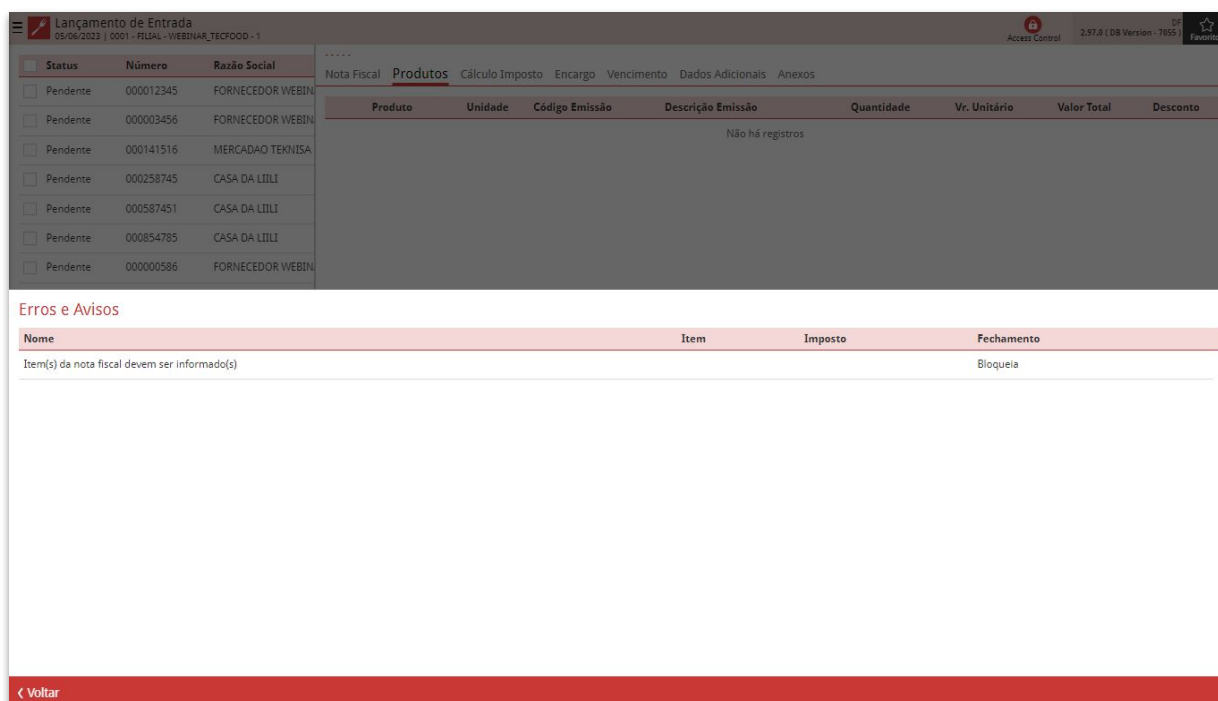 Lançamento de Entrada
05/06/2023 | 0001 - FILIAL - WEBINAR_TECFOOD - 1
Access Control
DF
2.97.0 ( DB Version - 7055 )
Favorito
Status Número Razão Social
Pendente 000012345 FORNECEDOR WEBIN
Pendente 000003456 FORNECEDOR WEBIN
Pendente 000141516 MERCADAO TEKNISA
Pendente 000258745 CASA DA LIILI
Pendente 000587451 CASA DA LIILI
Pendente 000854785 CASA DA LIILI
Pendente 000000586 FORNECEDOR WEBIN
.....
Nota Fiscal Produtos Cálculo Imposto Encargo Vencimento Dados Adicionais Anexos
Produto Unidade Código Emissão Descrição Emissão Quantidade Vr. Unitário Valor Total Desconto
Não há registros
Erros e Avisos
Nome Item Imposto Fechamento
Item(s) da nota fiscal devem ser informado(s) Bloqueia
Voltar